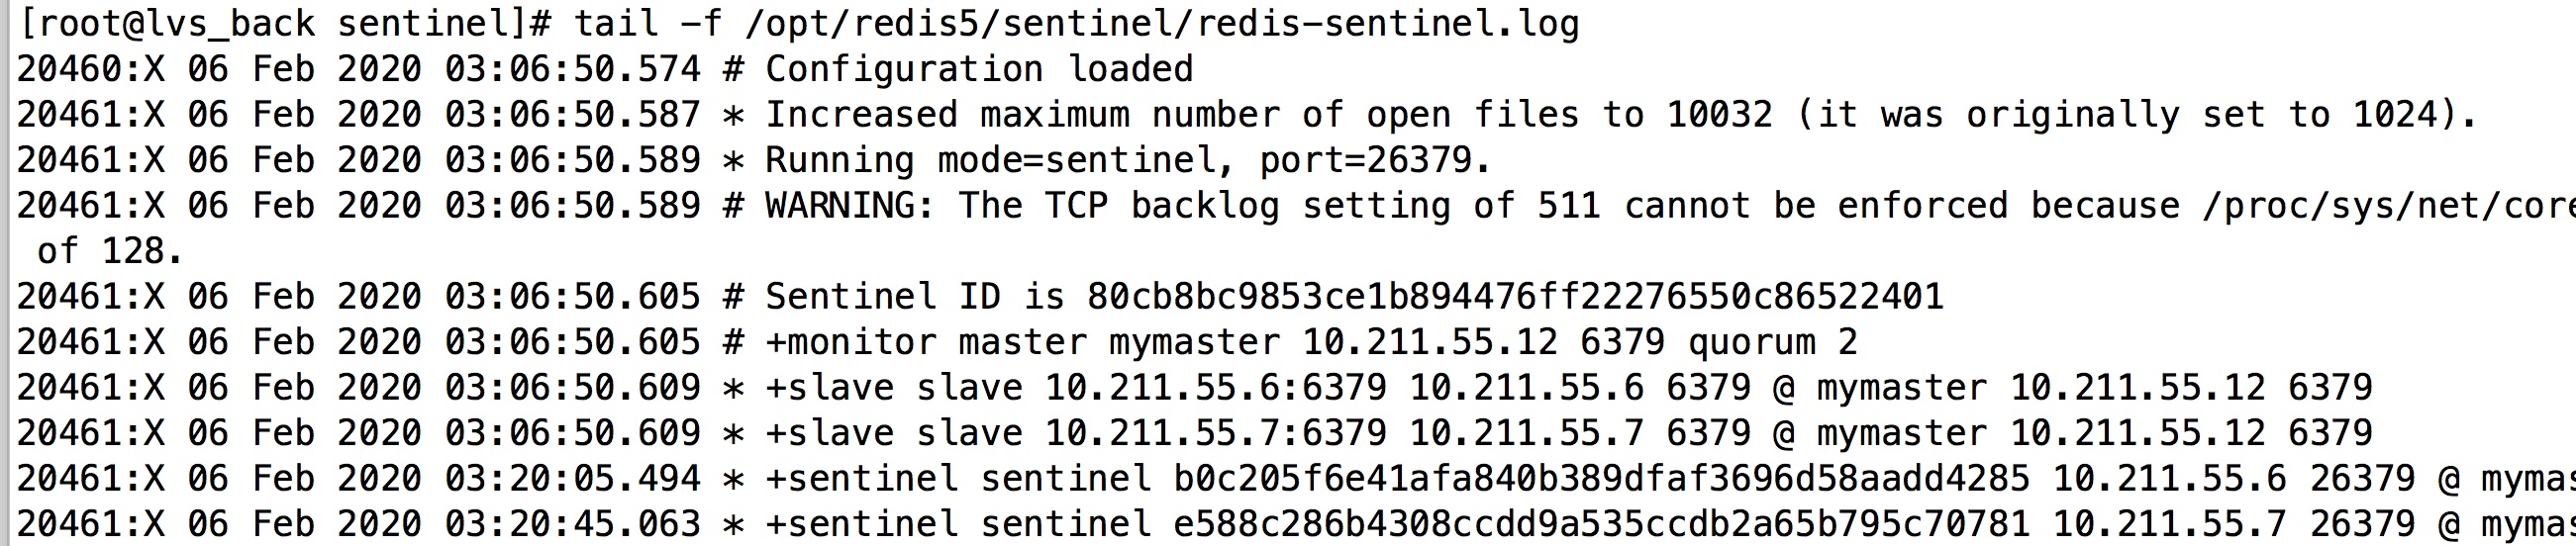 [root@lvs_back sentinel]# tail -f /opt/redis5/sentinel/redis-sentinel.log
20460:X 06 Feb 2020 03:06:50.574 # Configuration loaded
20461:X 06 Feb 2020 03:06:50.587 * Increased maximum number of open files to 10032 (it was originally set to 1024).
20461:X 06 Feb 2020 03:06:50.589 * Running mode=sentinel, port=26379.
20461:X 06 Feb 2020 03:06:50.589 # WARNING: The TCP backlog setting of 511 cannot be enforced because /proc/sys/net/core
of 128.
20461:X 06 Feb 2020 03:06:50.605 # Sentinel ID is 80cb8bc9853ce1b894476ff22276550c86522401
20461:X 06 Feb 2020 03:06:50.605 # +monitor master mymaster 10.211.55.12 6379 quorum 2
20461:X 06 Feb 2020 03:06:50.609 * +slave slave 10.211.55.6:6379 10.211.55.6 6379 @ mymaster 10.211.55.12 6379
20461:X 06 Feb 2020 03:06:50.609 * +slave slave 10.211.55.7:6379 10.211.55.7 6379 @ mymaster 10.211.55.12 6379
20461:X 06 Feb 2020 03:20:05.494 * +sentinel sentinel b0c205f6e41afa840b389dfaf3696d58aadd4285 10.211.55.6 26379 @ mymas
20461:X 06 Feb 2020 03:20:45.063 * +sentinel sentinel e588c286b4308ccdd9a535ccdb2a65b795c70781 10.211.55.7 26379 @ mymas